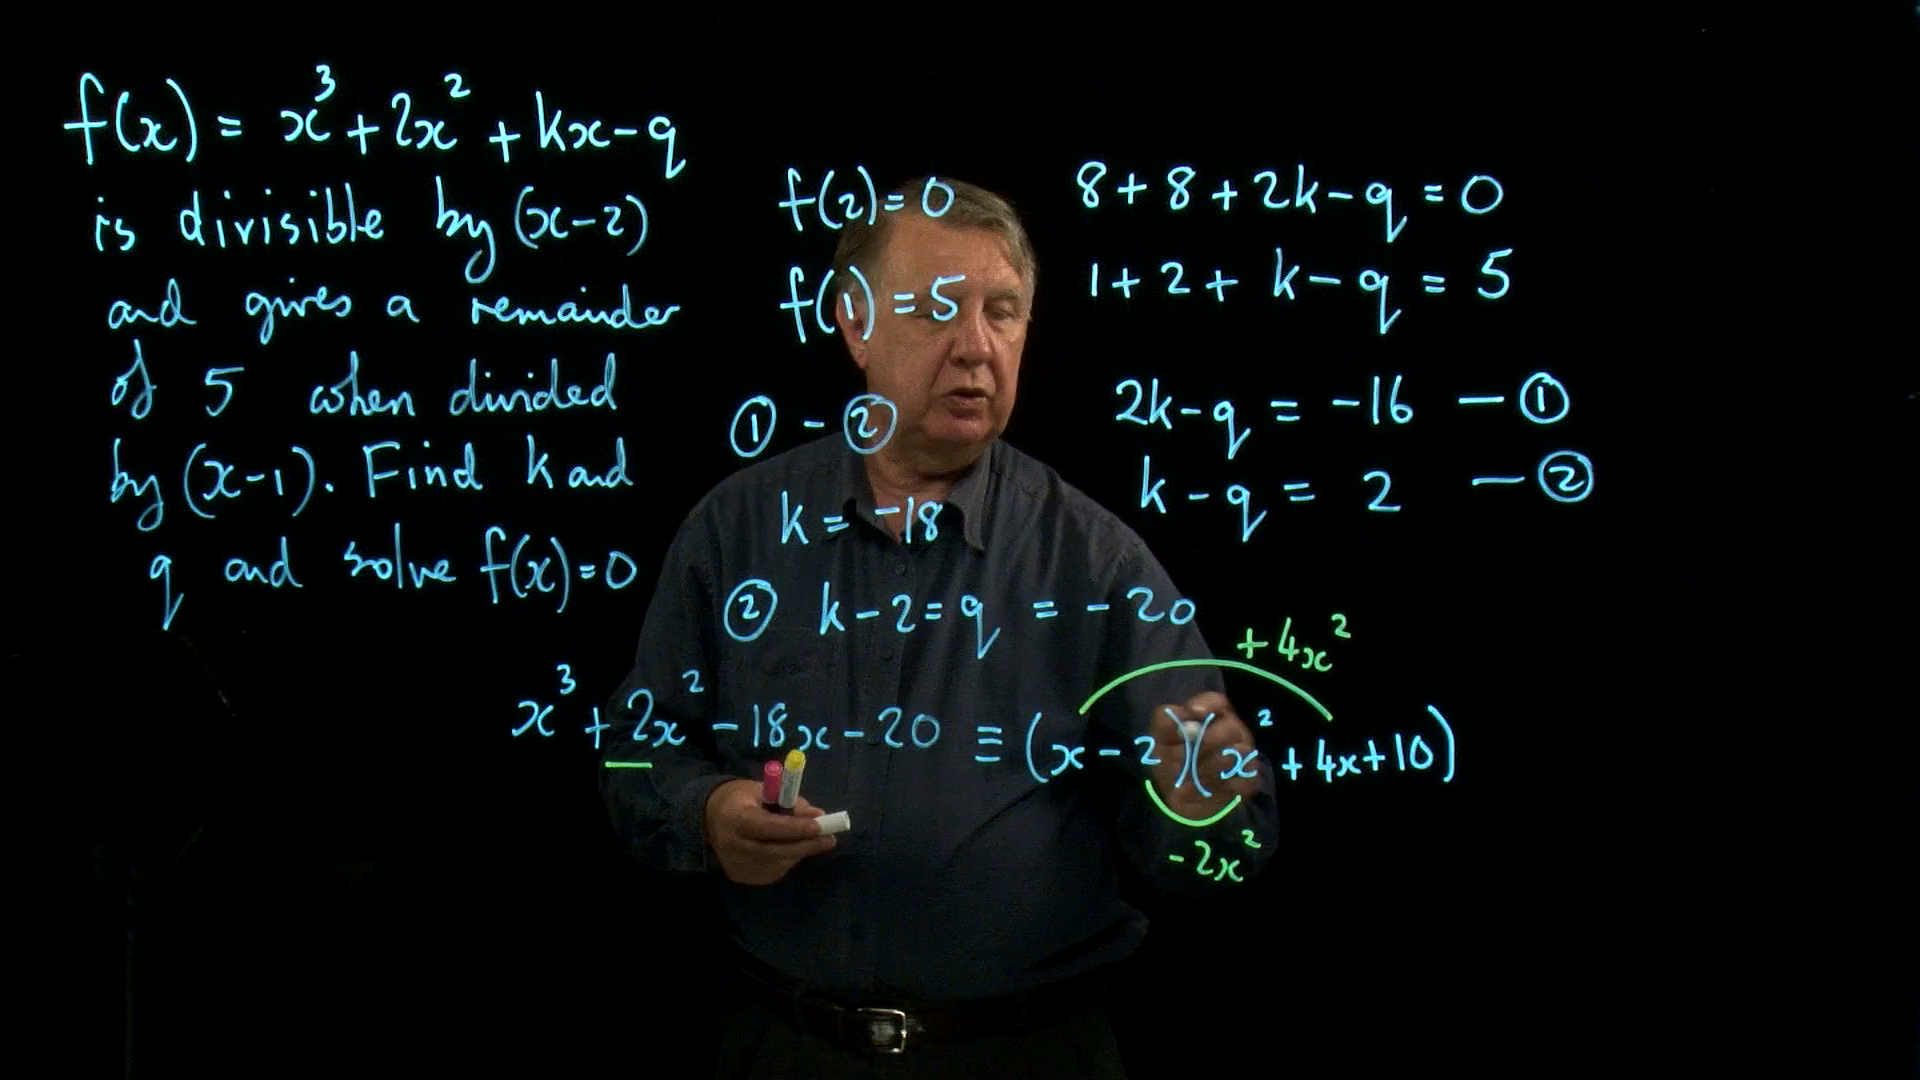 f(x) = x³ + 2x² + kx - q
is divisible by (x-2)
and gives a remainder
of 5 when divided
by (x-1). Find k and
q and solve f(x)=0
f(2)=0
f(1)=5
8+8+2k-q=0
1+2+k-q=5
2k-q = -16 — ①
k-q = 2 — ②
① - ②
k = -18
② k-2=q = -20
+4x²
x³ + 2x² - 18x - 20 ≡ (x-2)(x² + 4x + 10)
-2x²